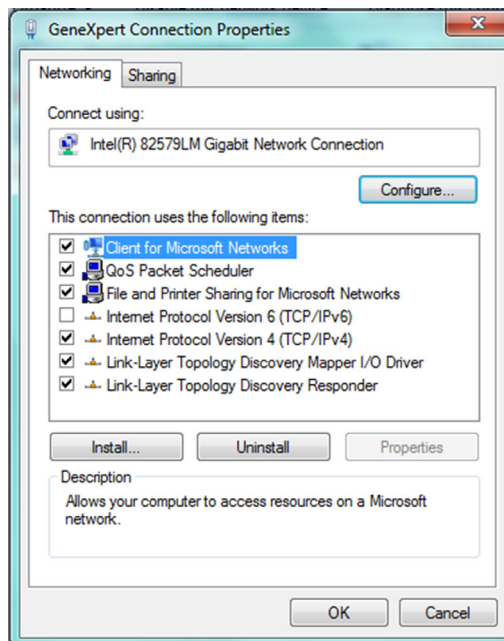 GeneXpert Connection Properties
Networking
Sharing
Connect using:
Intel(R) 82579LM Gigabit Network Connection
Configure...
This connection uses the following items:
Client for Microsoft Networks
QoS Packet Scheduler
File and Printer Sharing for Microsoft Networks
Internet Protocol Version 6 (TCP/IPv6)
Internet Protocol Version 4 (TCP/IPv4)
Link-Layer Topology Discovery Mapper I/O Driver
Link-Layer Topology Discovery Responder
Install...
Uninstall
Properties
Description
Allows your computer to access resources on a Microsoft
network.
OK
Cancel